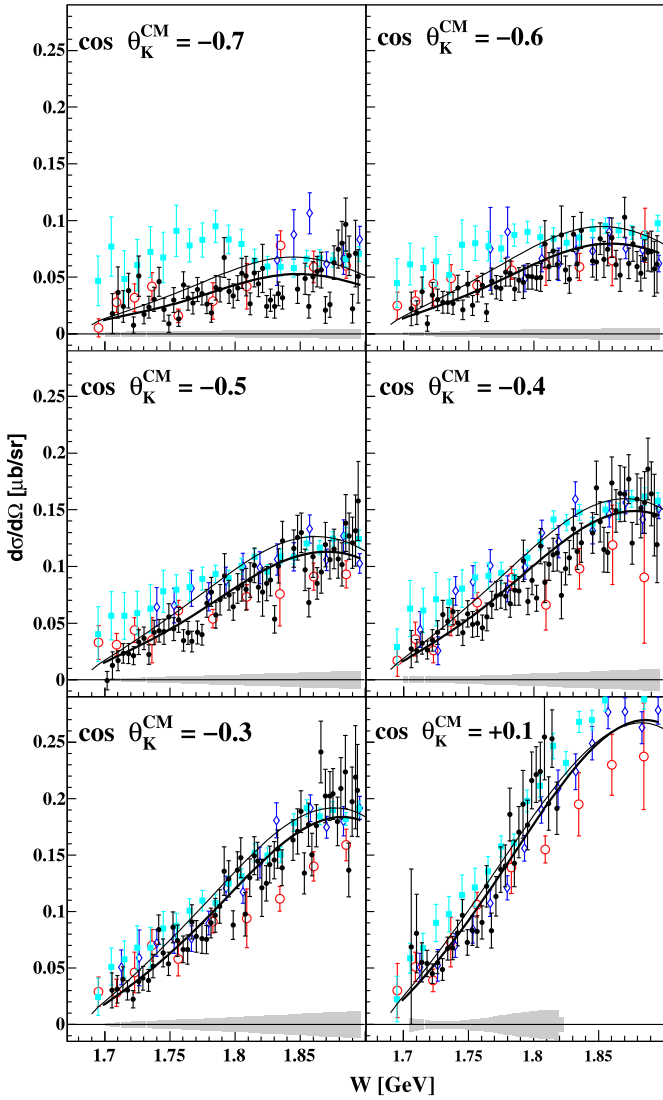 0.25
0.2
0.15
0.1
0.05
0
cos θ_K^CM = −0.7
cos θ_K^CM = −0.6
0.25
0.2
0.15
0.1
0.05
0
cos θ_K^CM = −0.5
cos θ_K^CM = −0.4
dσ/dΩ [μb/sr]
0.25
0.2
0.15
0.1
0.05
0
cos θ_K^CM = −0.3
cos θ_K^CM = +0.1
1.7 1.75 1.8 1.85 1.7 1.75 1.8 1.85
W [GeV]